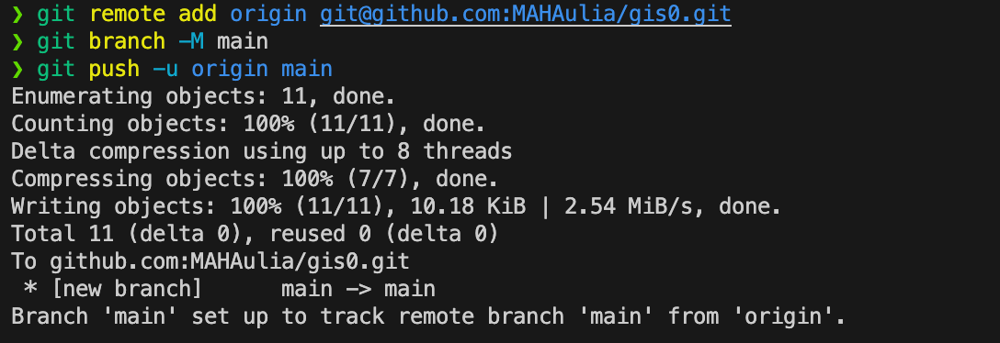 ❯ git remote add origin git@github.com:MAHAulia/gis0.git
❯ git branch -M main
❯ git push -u origin main
Enumerating objects: 11, done.
Counting objects: 100% (11/11), done.
Delta compression using up to 8 threads
Compressing objects: 100% (7/7), done.
Writing objects: 100% (11/11), 10.18 KiB | 2.54 MiB/s, done.
Total 11 (delta 0), reused 0 (delta 0)
To github.com:MAHAulia/gis0.git
 * [new branch]      main -> main
Branch 'main' set up to track remote branch 'main' from 'origin'.